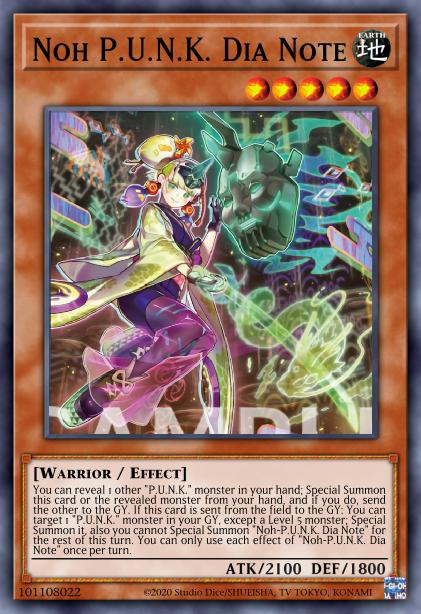 NOH P.U.N.K. DIA NOTE
EARTH
地
SAMPLE
[WARRIOR / EFFECT]
You can reveal 1 other "P.U.N.K." monster in your hand; Special Summon
this card or the revealed monster from your hand, and if you do, send
the other to the GY. If this card is sent from the field to the GY: You can
target 1 "P.U.N.K." monster in your GY, except a Level 5 monster; Special
Summon it, also you cannot Special Summon "Noh-P.U.N.K. Dia Note" for
the rest of this turn. You can only use each effect of "Noh-P.U.N.K. Dia
Note" once per turn.
ATK/2100 DEF/1800
101108022
©2020 Studio Dice/SHUEISHA, TV TOKYO, KONAMI